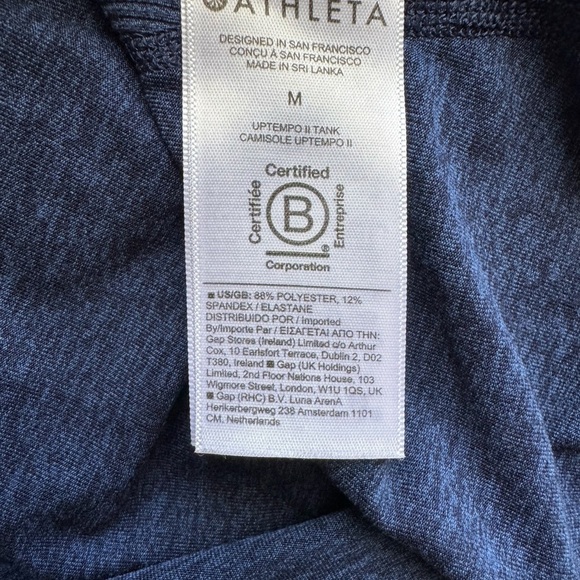 ATHLETA
DESIGNED IN SAN FRANCISCO
CONÇU À SAN FRANCISCO
MADE IN SRI LANKA
M
UPTEMPO II TANK
CAMISOLE UPTEMPO II
Certified
Certifiée
B
Entreprise
®
Corporation
US/GB: 88% POLYESTER, 12%
SPANDEX / ELASTANE
DISTRIBUIDO POR / imported
By/Importe Par / ΕΙΣΑΓΕΤΑΙ ΑΠΟ ΤΗΝ:
Gap Stores (Ireland) Limited c/o Arthur
Cox, 10 Earlsfort Terrace, Dublin 2, D02
T380, Ireland Gap (UK Holdings)
Limited, 2nd Floor Nations House, 103
Wigmore Street, London, W1U 1QS, UK
Gap (RHC) B.V. Luna ArenA
Herikerbergweg 238 Amsterdam 1101
CM. Netherlands